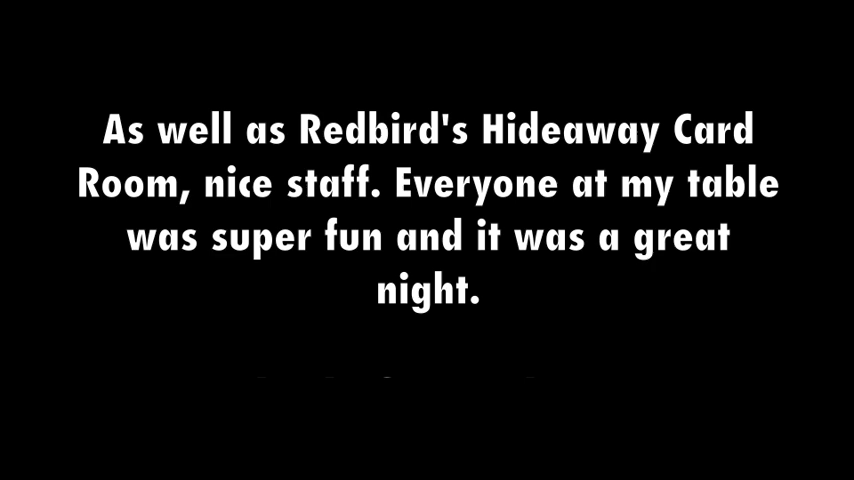 As well as Redbird's Hideaway Card
Room, nice staff. Everyone at my table
was super fun and it was a great
night.